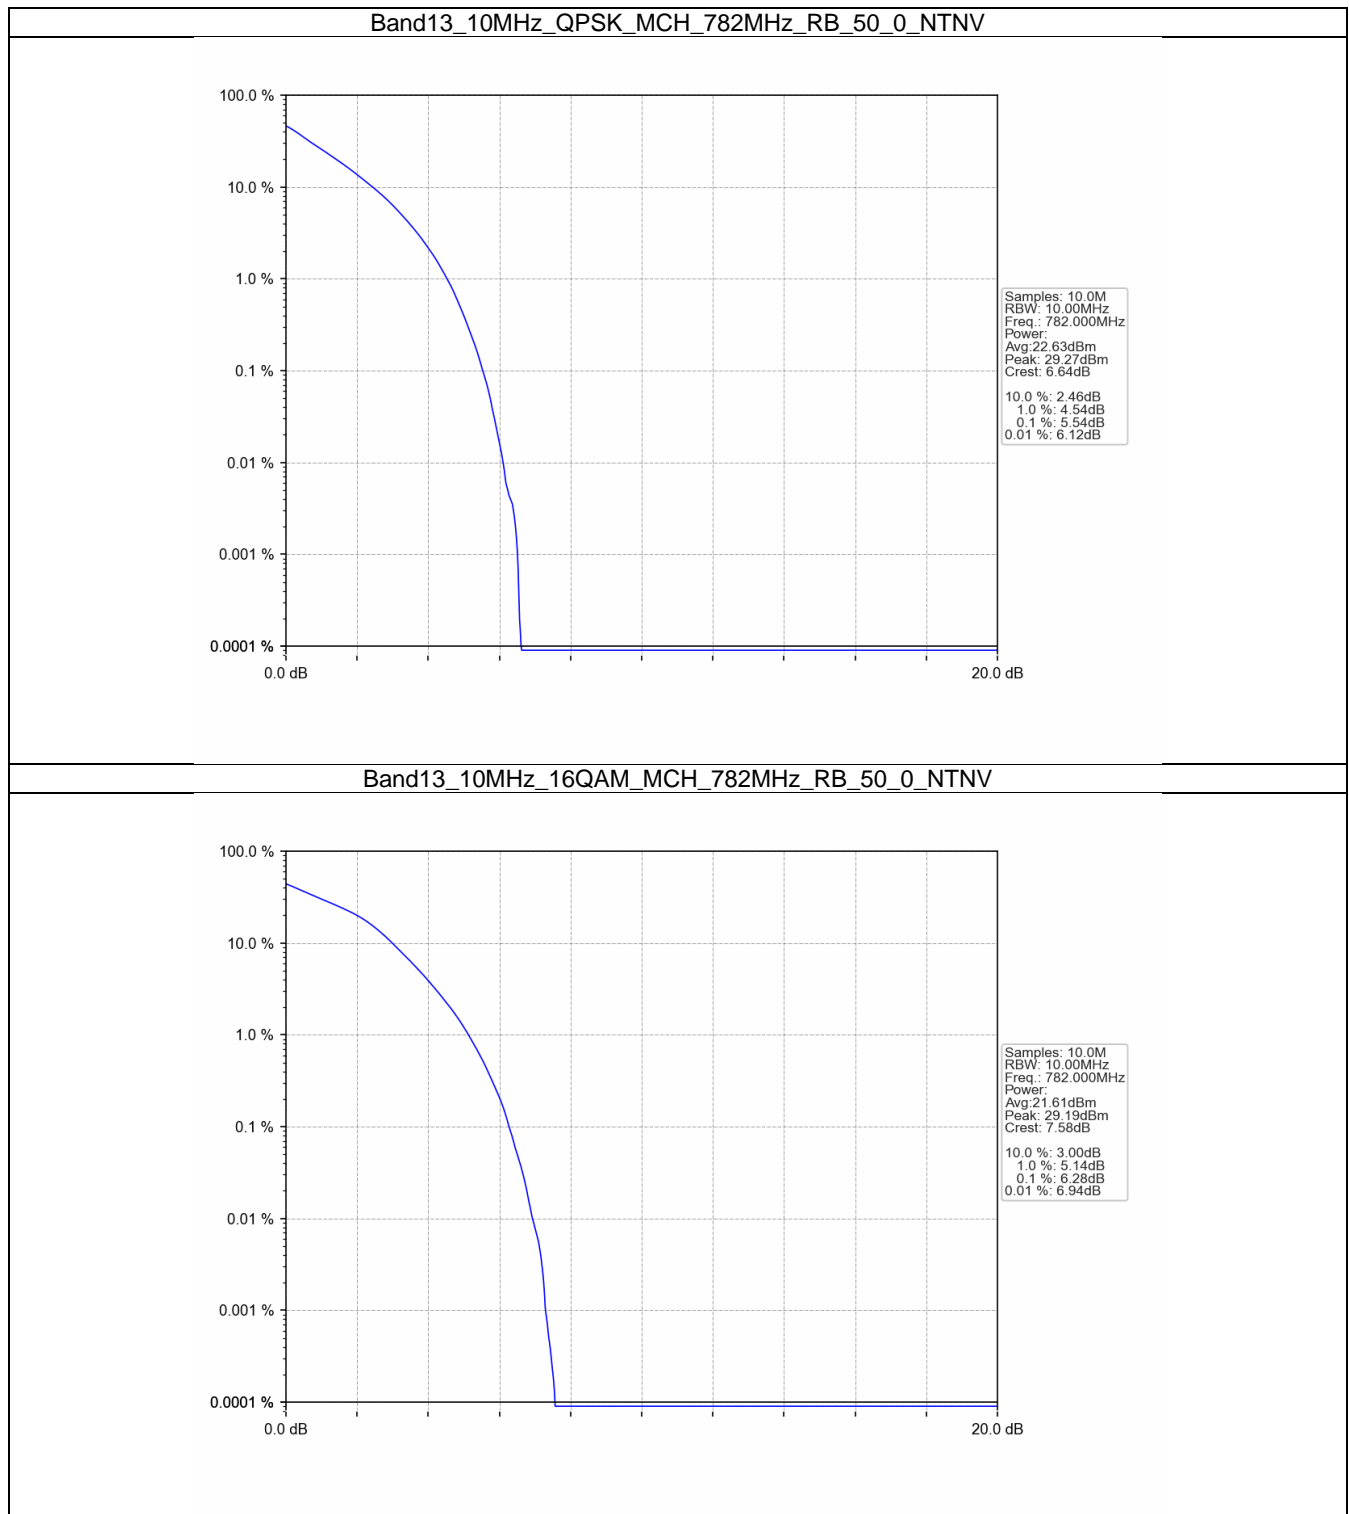 Band13_10MHz_QPSK_MCH_782MHz_RB_50_0_NTNV
100.0 %
10.0 %
1.0 %
0.1 %
0.01 %
0.001 %
0.0001 %
0.0 dB
20.0 dB
Samples: 10.0M
RBW: 10.00MHz
Freq.: 782.000MHz
Power:
Avg:22.63dBm
Peak: 29.27dBm
Crest: 6.64dB
10.0 %: 2.46dB
1.0 %: 4.54dB
0.1 %: 5.54dB
0.01 %: 6.12dB
Band13_10MHz_16QAM_MCH_782MHz_RB_50_0_NTNV
100.0 %
10.0 %
1.0 %
0.1 %
0.01 %
0.001 %
0.0001 %
0.0 dB
20.0 dB
Samples: 10.0M
RBW: 10.00MHz
Freq.: 782.000MHz
Power:
Avg:21.61dBm
Peak: 29.19dBm
Crest: 7.58dB
10.0 %: 3.00dB
1.0 %: 5.14dB
0.1 %: 6.28dB
0.01 %: 6.94dB